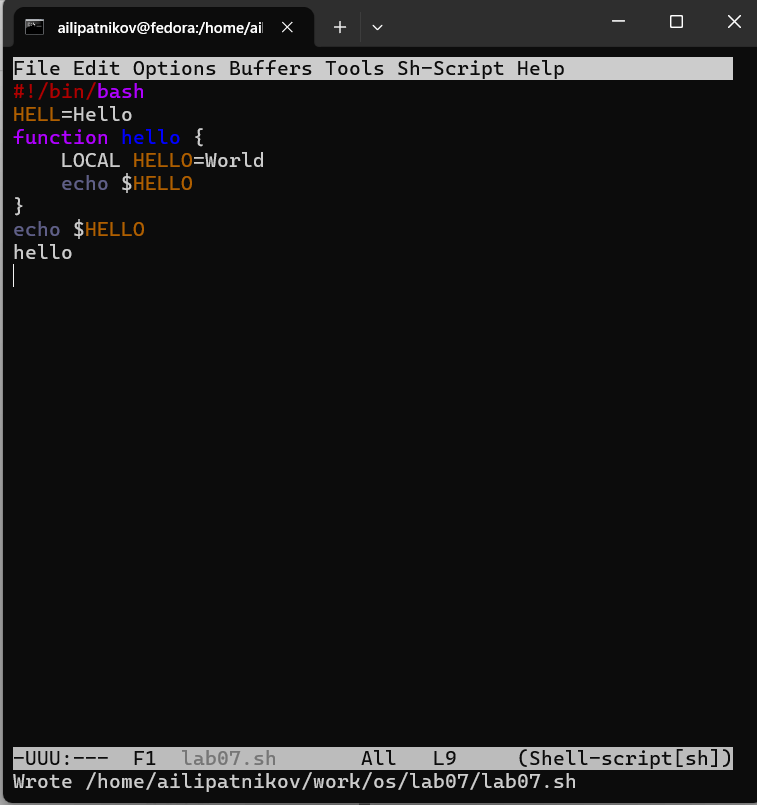 ailipatnikov@fedora:/home/ail
File Edit Options Buffers Tools Sh-Script Help
#!/bin/bash
HELL=Hello
function hello {
    LOCAL HELLO=World
    echo $HELLO
}
echo $HELLO
hello
-UUU:---  F1  lab07.sh       All   L9     (Shell-script[sh])
Wrote /home/ailipatnikov/work/os/lab07/lab07.sh